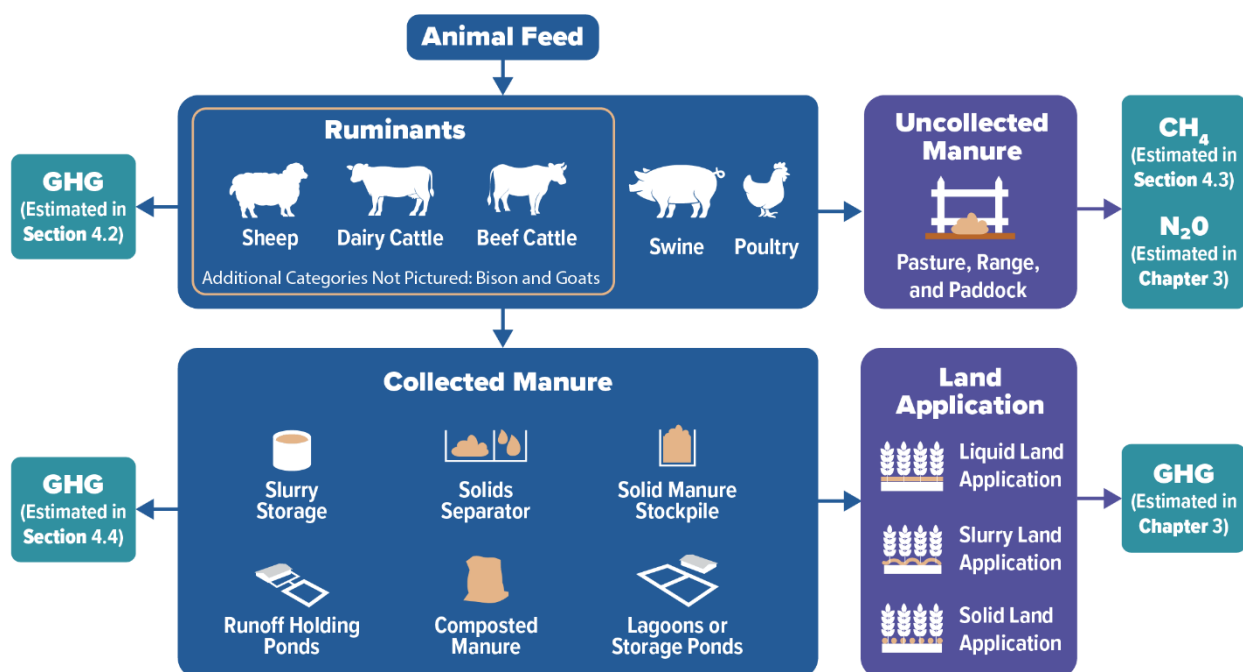 Animal Feed
Ruminants
Sheep
Dairy Cattle
Beef Cattle
Additional Categories Not Pictured: Bison and Goats
Swine
Poultry
GHG
(Estimated in
Section 4.2)
Uncollected
Manure
Pasture, Range,
and Paddock
CH₄
(Estimated in
Section 4.3)
N₂0
(Estimated in
Chapter 3)
Collected Manure
Slurry
Storage
Solids
Separator
Solid Manure
Stockpile
Runoff Holding
Ponds
Composted
Manure
Lagoons or
Storage Ponds
GHG
(Estimated in
Section 4.4)
Land
Application
Liquid Land
Application
Slurry Land
Application
Solid Land
Application
GHG
(Estimated in
Chapter 3)